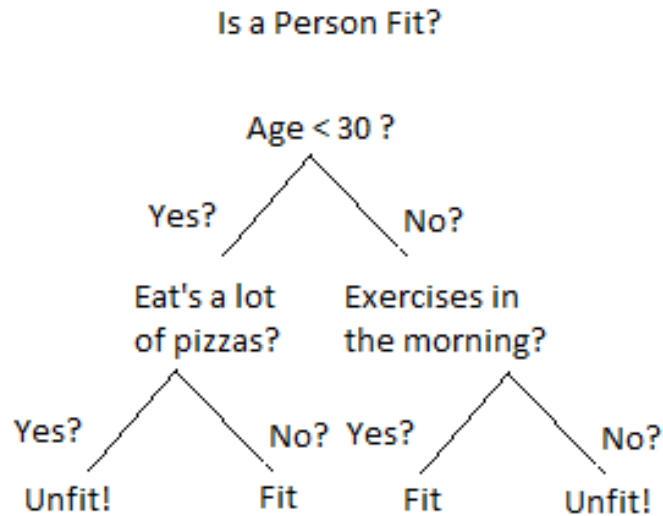 Is a Person Fit?
Age < 30 ?
Yes?
No?
Eat's a lot
of pizzas?
Exercises in
the morning?
Yes?
No?
Yes?
No?
Unfit!
Fit
Fit
Unfit!